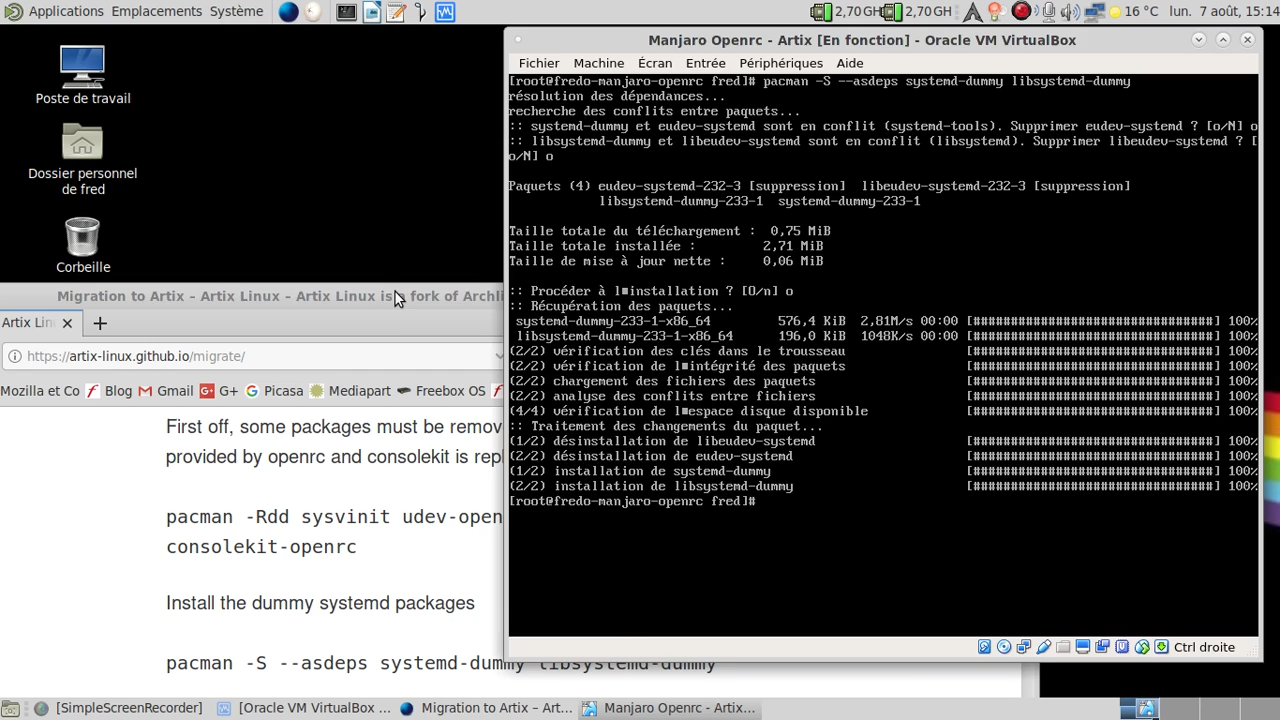 Applications Emplacements Système
2,70GH 2,70GH 16 °C lun. 7 août, 15:14
Poste de travail
Dossier personnel
de fred
Corbeille
Migration to Artix - Artix Linux - Artix Linux is a fork of Archl
Artix Lin
https://artix-linux.github.io/migrate/
Mozilla et Co Blog Gmail G+ Picasa Mediapart Freebox OS
First off, some packages must be remov
provided by openrc and consolekit is rep
pacman -Rdd sysvinit udev-open
consolekit-openrc
Install the dummy systemd packages
pacman -S --asdeps systemd-dummy libsystemd-dummy
Manjaro Openrc - Artix [En fonction] - Oracle VM VirtualBox
Fichier Machine Écran Entrée Périphériques Aide
[root@fredo-manjaro-openrc fred]# pacman -S --asdeps systemd-dummy libsystemd-dummy
résolution des dépendances...
recherche des conflits entre paquets...
:: systemd-dummy et eudev-systemd sont en conflit (systemd-tools). Supprimer eudev-systemd ? [o/N] o
:: libsystemd-dummy et libeudev-systemd sont en conflit (libsystemd). Supprimer libeudev-systemd ? [
o/N] o
Paquets (4) eudev-systemd-232-3 [suppression] libeudev-systemd-232-3 [suppression]
libsystemd-dummy-233-1 systemd-dummy-233-1
Taille totale du téléchargement : 0,75 MiB
Taille totale installée : 2,71 MiB
Taille de mise à jour nette : 0,06 MiB
:: Procéder à l■installation ? [O/n] o
:: Récupération des paquets...
systemd-dummy-233-1-x86_64 576,4 KiB 2,81M/s 00:00 [################################] 100%
libsystemd-dummy-233-1-x86_64 196,0 KiB 1048K/s 00:00 [################################] 100%
(2/2) vérification des clés dans le trousseau [################################] 100%
(2/2) vérification de l■intégrité des paquets [################################] 100%
(2/2) chargement des fichiers des paquets [################################] 100%
(2/2) analyse des conflits entre fichiers [################################] 100%
(4/4) vérification de l■espace disque disponible [################################] 100%
:: Traitement des changements du paquet...
(1/2) désinstallation de libeudev-systemd [################################] 100%
(2/2) désinstallation de eudev-systemd [################################] 100%
(1/2) installation de systemd-dummy [################################] 100%
(2/2) installation de libsystemd-dummy [################################] 100%
[root@fredo-manjaro-openrc fred]#
Ctrl droite
[SimpleScreenRecorder] [Oracle VM VirtualBox ... Migration to Artix – Art... Manjaro Openrc - Artix...